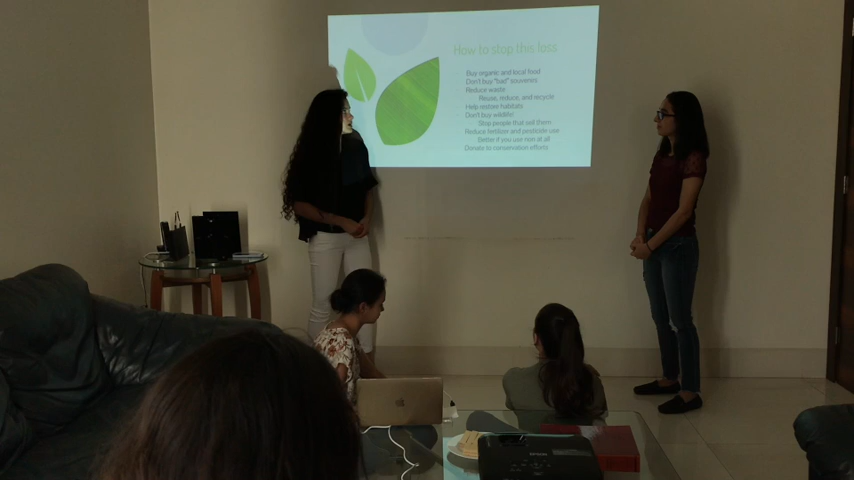 How to stop this loss
Buy organic and local food
Don't buy "bad" souvenirs
Reduce waste
Reuse, reduce, and recycle
Help restore habitats
Don't buy wildlife!
Stop people that sell them
Reduce fertilizer and pesticide use
Better if you use non at all
Donate to conservation efforts
EPSON